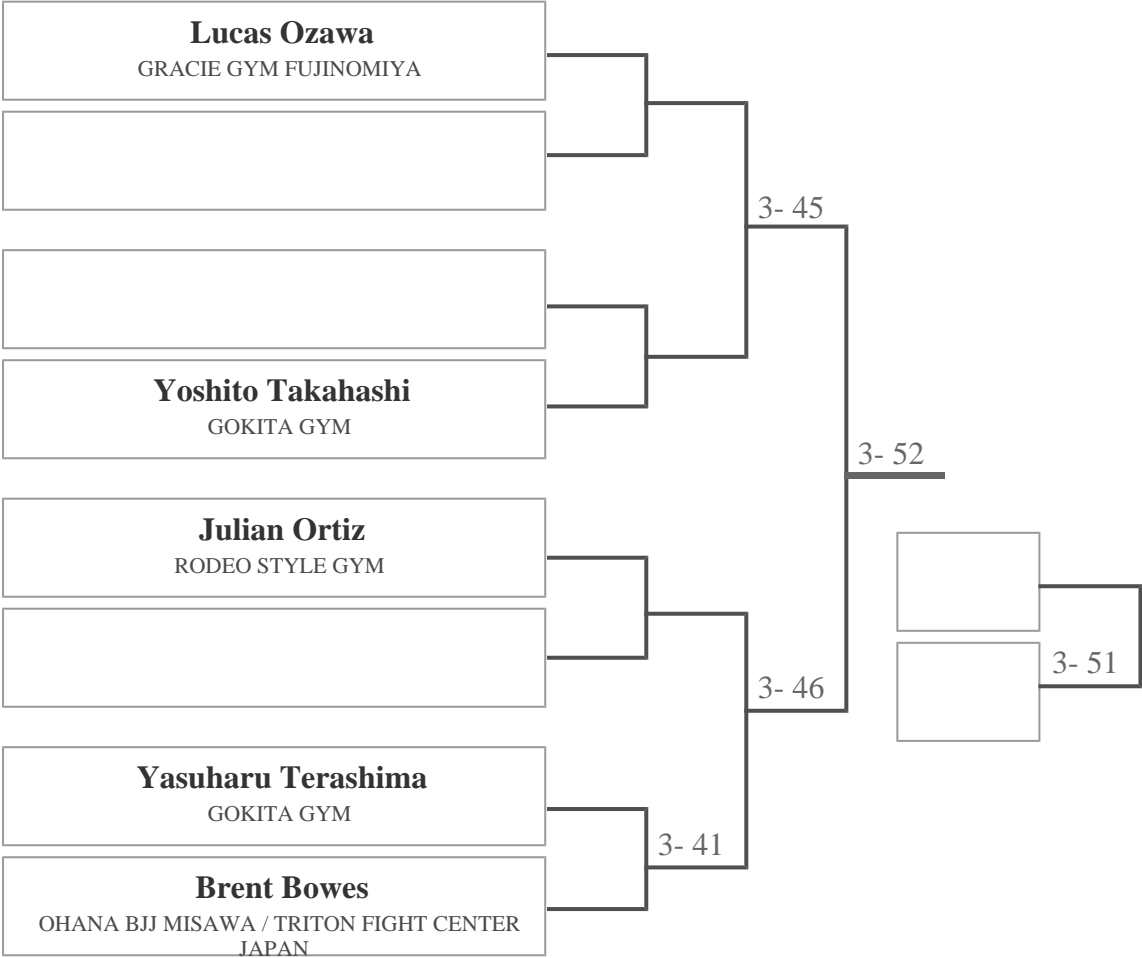 Lucas Ozawa
GRACIE GYM FUJINOMIYA
3- 45
Yoshito Takahashi
GOKITA GYM
3- 52
Julian Ortiz
RODEO STYLE GYM
3- 51
3- 46
Yasuharu Terashima
GOKITA GYM
3- 41
Brent Bowes
OHANA BJJ MISAWA / TRITON FIGHT CENTER
JAPAN